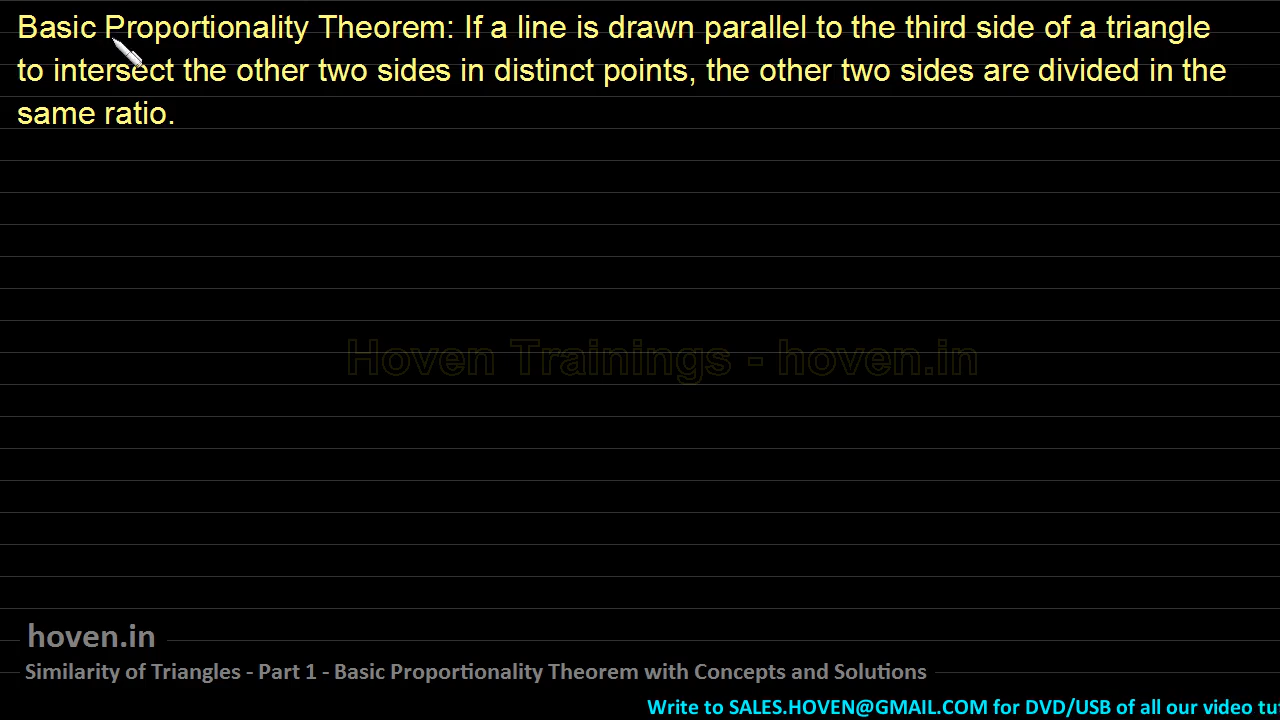 Basic Proportionality Theorem: If a line is drawn parallel to the third side of a triangle
to intersect the other two sides in distinct points, the other two sides are divided in the
same ratio.
Hoven Trainings - hoven.in
hoven.in
Similarity of Triangles - Part 1 - Basic Proportionality Theorem with Concepts and Solutions
Write to SALES.HOVEN@GMAIL.COM for DVD/USB of all our video